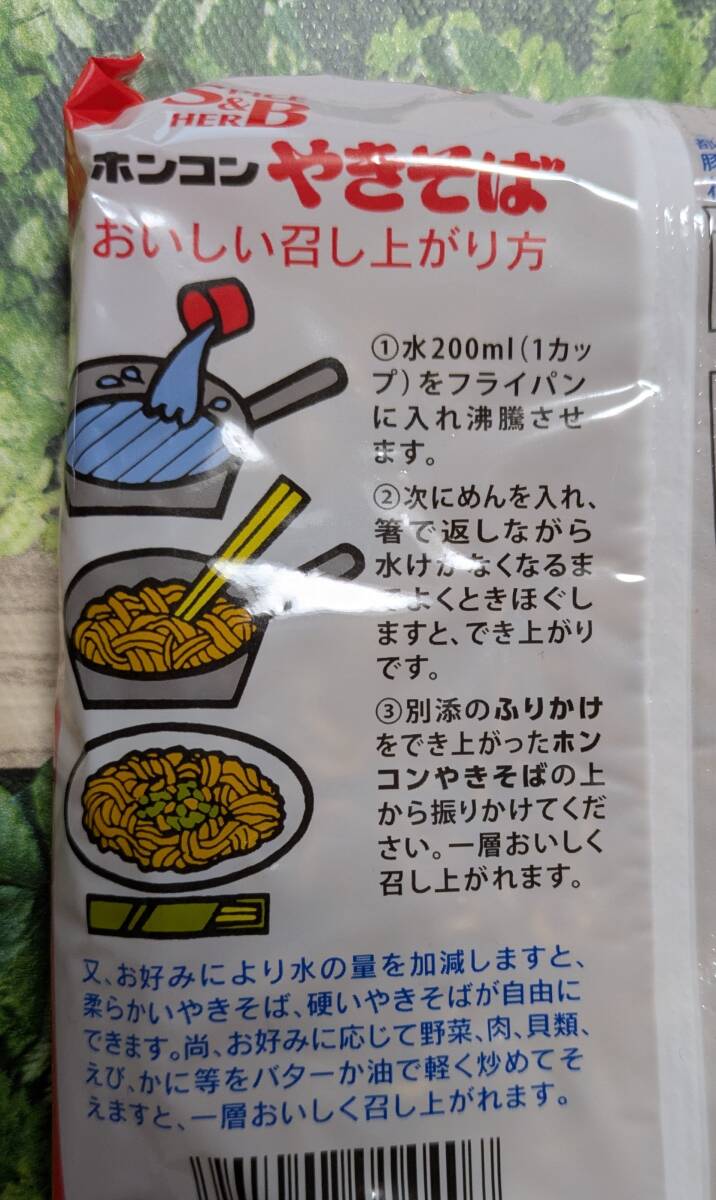 SPICE
S&B
HERB
ホンコンやきそば
おいしい召し上がり方
①水200ml(1カッ
プ)をフライパン
に入れ沸騰させ
ます。
②次にめんを入れ、
箸で返しながら
水けがなくなるま
でよくときほぐし
ますと、でき上がり
です。
③別添のふりかけ
をでき上がったホン
コンやきそばの上
から振りかけてくだ
さい。一層おいしく
召し上がれます。
又、お好みにより水の量を加減しますと、
柔らかいやきそば、硬いやきそばが自由に
できます。尚、お好みに応じて野菜、肉、貝類、
えび、かに等をバターか油で軽く炒めてそ
えますと、一層おいしく召し上がれます。
豚